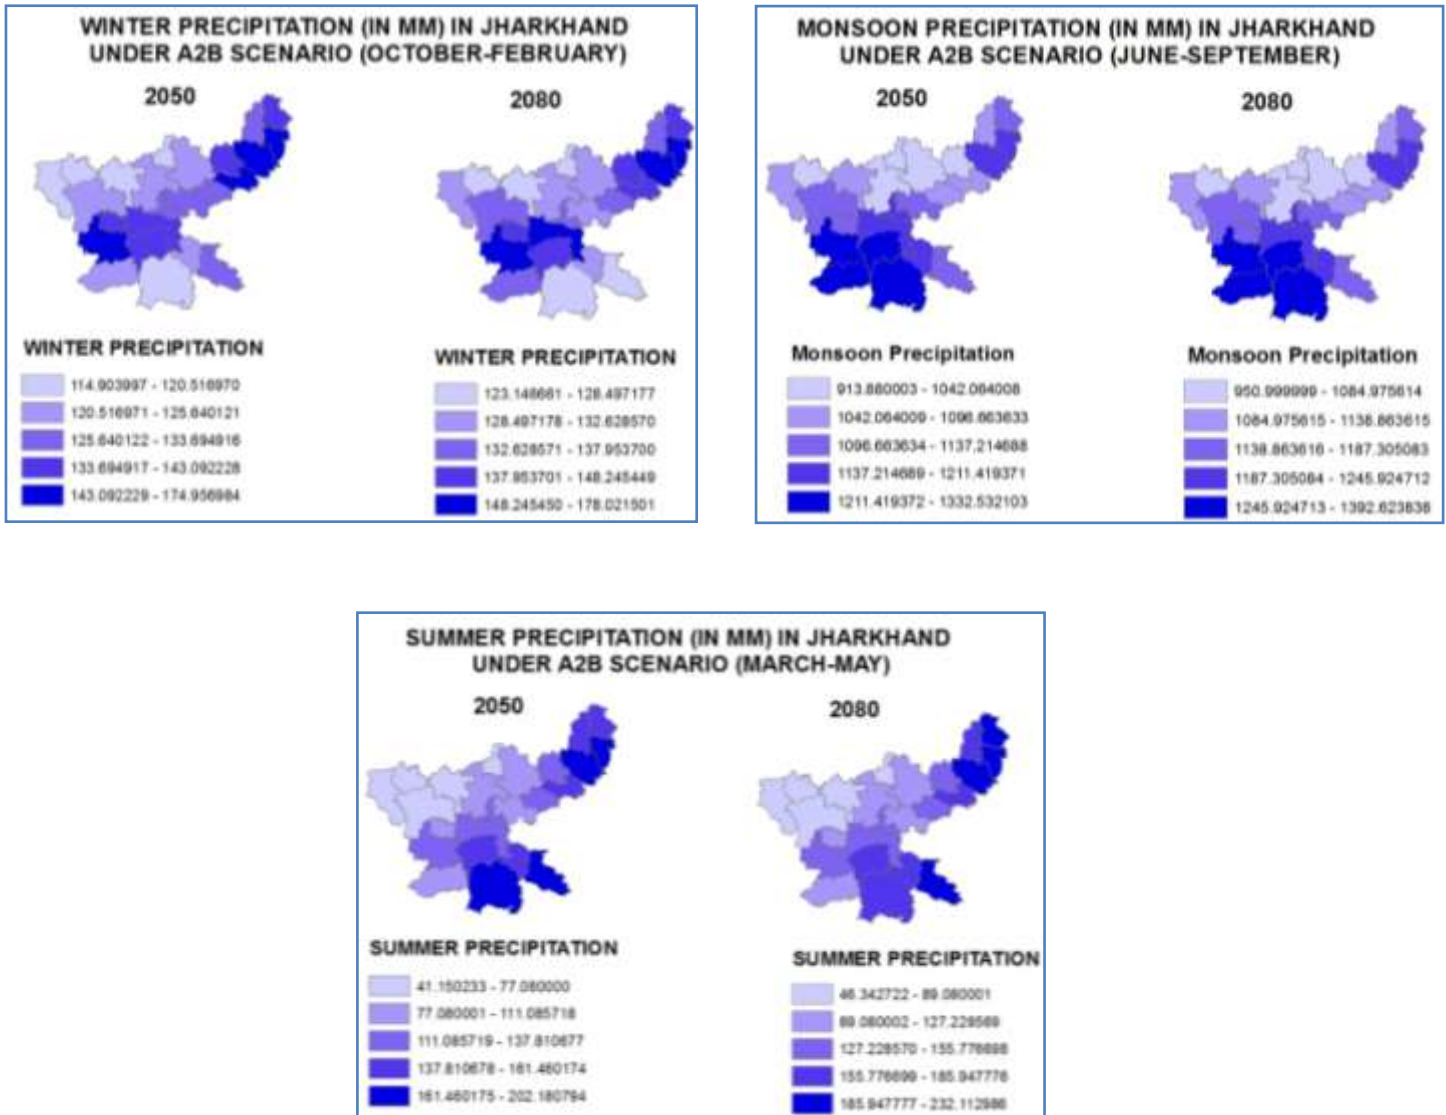 WINTER PRECIPITATION (IN MM) IN JHARKHAND
UNDER A2B SCENARIO (OCTOBER-FEBRUARY)
2050
2080
WINTER PRECIPITATION
114.903997 - 120.516970
120.516971 - 125.640121
125.640122 - 133.694916
133.694917 - 143.092228
143.092229 - 174.956984
WINTER PRECIPITATION
123.146661 - 128.497177
128.497178 - 132.628570
132.628571 - 137.953700
137.953701 - 148.245449
148.245450 - 178.021501
MONSOON PRECIPITATION (IN MM) IN JHARKHAND
UNDER A2B SCENARIO (JUNE-SEPTEMBER)
2050
2080
Monsoon Precipitation
913.880003 - 1042.064008
1042.064009 - 1096.663633
1096.663634 - 1137.214688
1137.214689 - 1211.419371
1211.419372 - 1332.532103
Monsoon Precipitation
950.999999 - 1084.975614
1084.975615 - 1138.863615
1138.863616 - 1187.305083
1187.305084 - 1245.924712
1245.924713 - 1392.623836
SUMMER PRECIPITATION (IN MM) IN JHARKHAND
UNDER A2B SCENARIO (MARCH-MAY)
2050
2080
SUMMER PRECIPITATION
41.150233 - 77.080000
77.080001 - 111.085718
111.085719 - 137.810677
137.810678 - 161.460174
161.460175 - 202.180794
SUMMER PRECIPITATION
46.342722 - 89.080001
89.080002 - 127.228569
127.228570 - 155.776698
155.776699 - 185.947776
185.947777 - 232.112986